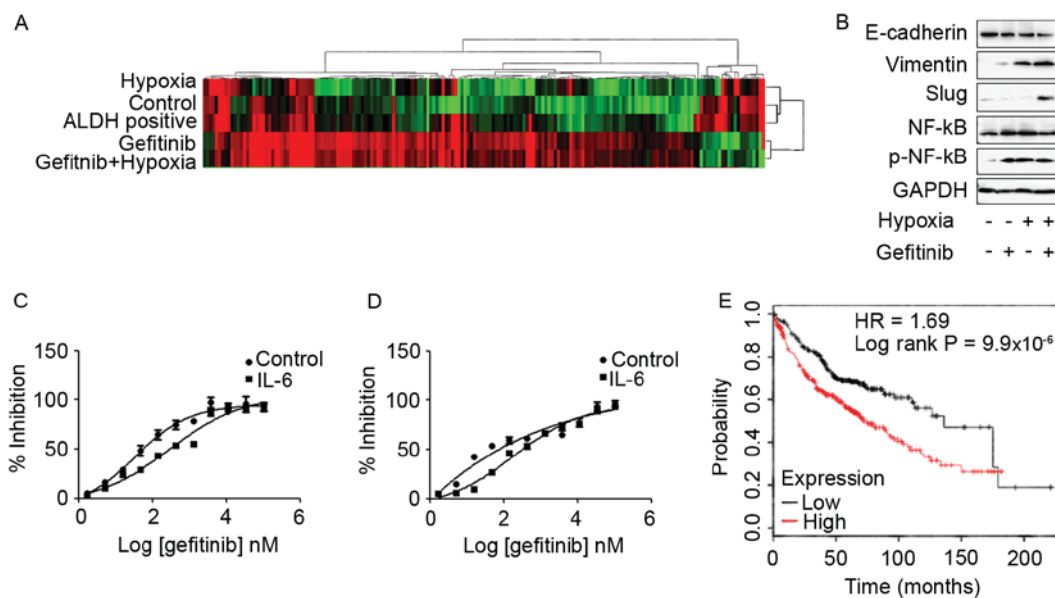 A
Hypoxia
Control
ALDH positive
Gefitinib
Gefitnib+Hypoxia
B
E-cadherin
Vimentin
Slug
NF-kB
p-NF-kB
GAPDH
Hypoxia - - + +
Gefitinib - + - +
C
150
100
50
0
% Inhibition
Control
IL-6
0 2 4 6
Log [gefitinib] nM
D
150
100
50
0
% Inhibition
Control
IL-6
0 2 4 6
Log [gefitinib] nM
E
HR = 1.69
Log rank P = 9.9x10⁻⁶
1.0
0.8
0.6
0.4
0.2
0.0
Probability
Expression
Low
High
0 50 100 150 200
Time (months)